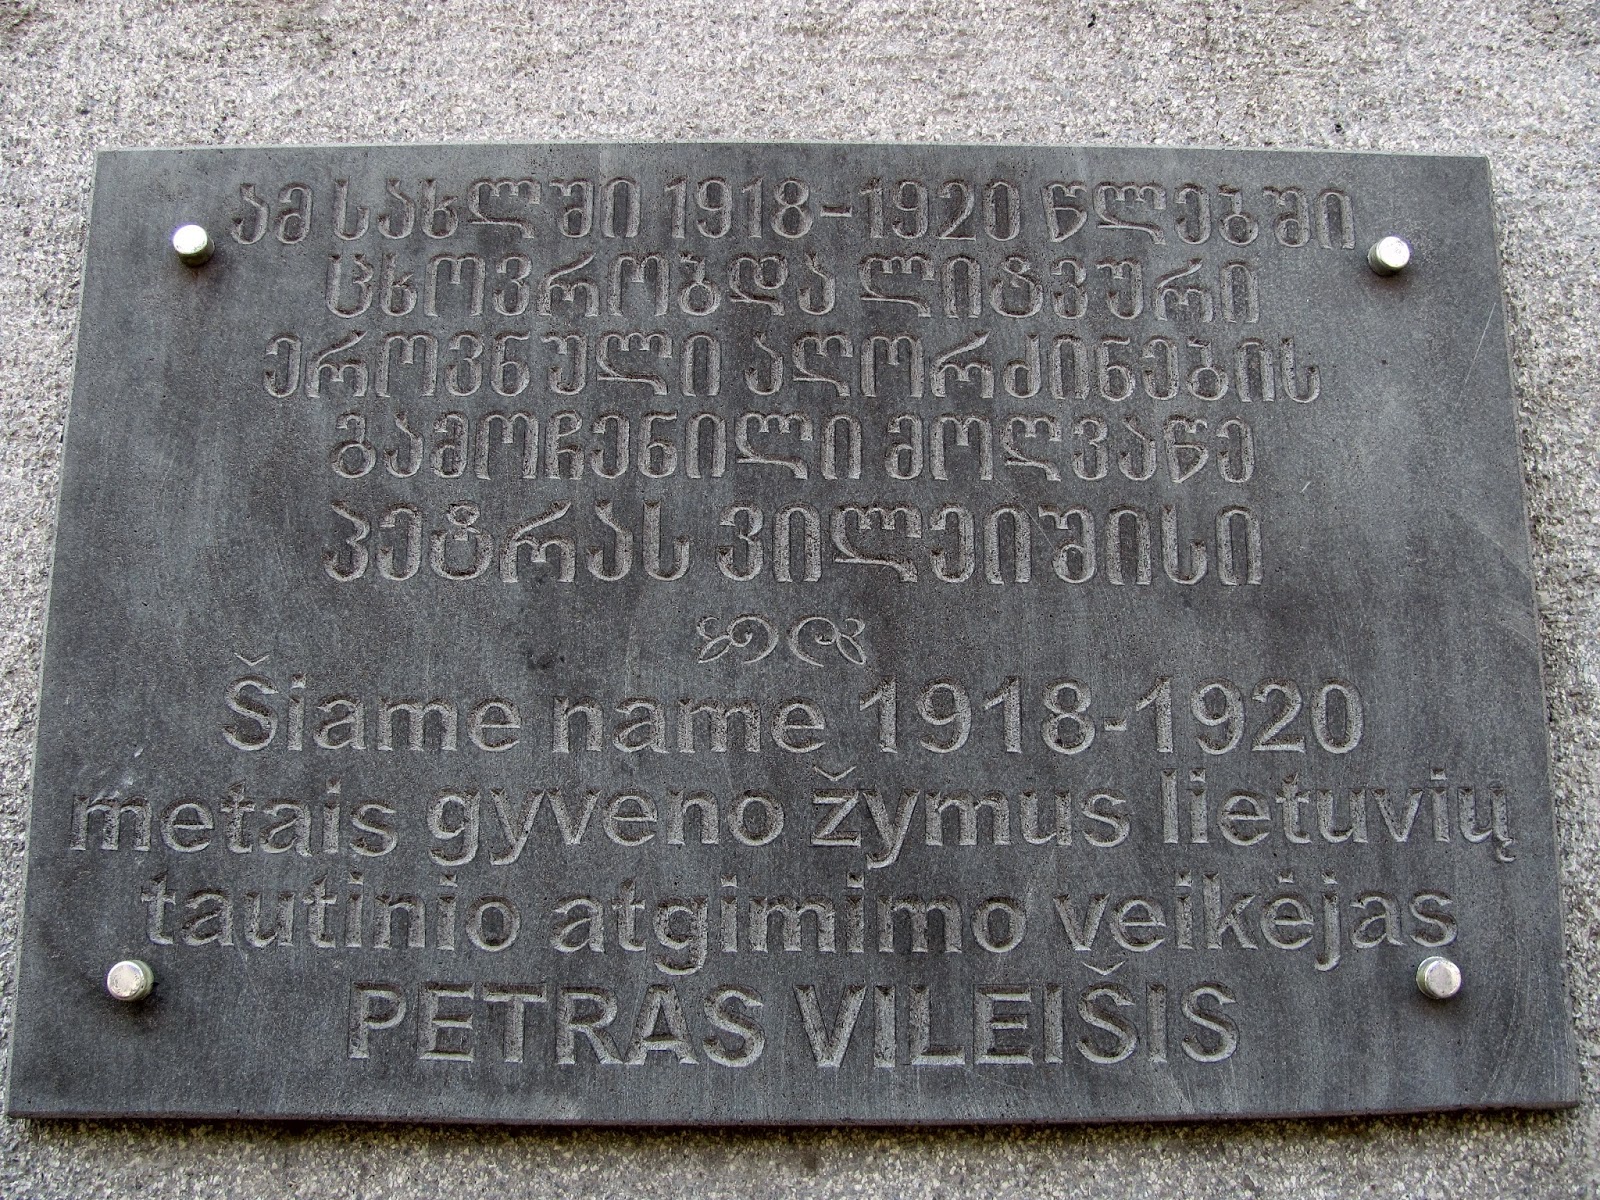 ამ სახლში 1918-1920 წლებში
ცხოვრობდა ლიტვური
ეროვნული აღორძინების
გამოჩენილი მოღვაწე
პეტრას ვილეიშისი
Šiame name 1918-1920
metais gyveno žymus lietuvių
tautinio atgimimo veikėjas
PETRAS VILEIŠIS